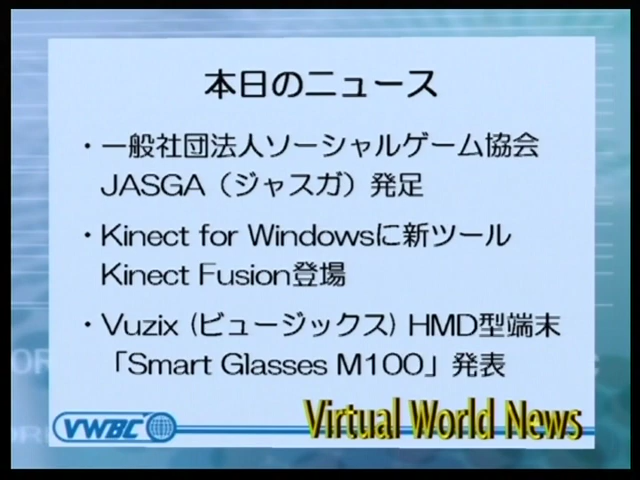 本日のニュース
・一般社団法人ソーシャルゲーム協会
JASGA（ジャスガ）発足
・Kinect for Windowsに新ツール
Kinect Fusion登場
・Vuzix (ビュージックス) HMD型端末
「Smart Glasses M100」発表
VWBC
Virtual World News